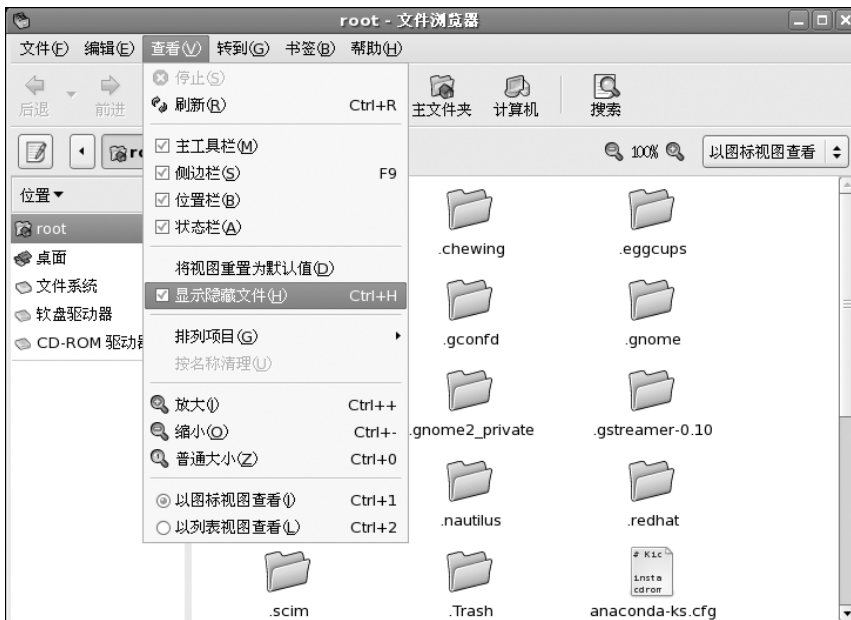 root - 文件浏览器
文件(F) 编辑(E) 查看(V) 转到(G) 书签(B) 帮助(H)
后退 前进 主文件夹 计算机 搜索
100% 以图标视图查看
停止(S)
刷新(R) Ctrl+R
主工具栏(M)
侧边栏(S) F9
位置栏(B)
状态栏(A)
将视图重置为默认值(D)
显示隐藏文件(H) Ctrl+H
排列项目(G)
按名称清理(U)
放大(I) Ctrl++
缩小(O) Ctrl+-
普通大小(Z) Ctrl+0
以图标视图查看(I) Ctrl+1
以列表视图查看(L) Ctrl+2
位置
root
桌面
文件系统
软盘驱动器
CD-ROM 驱动
.chewing .eggcups
.gconfd .gnome
.gnome2_private .gstreamer-0.10
.nautilus .redhat
# Kic
insta
cdrom
.scim .Trash anaconda-ks.cfg